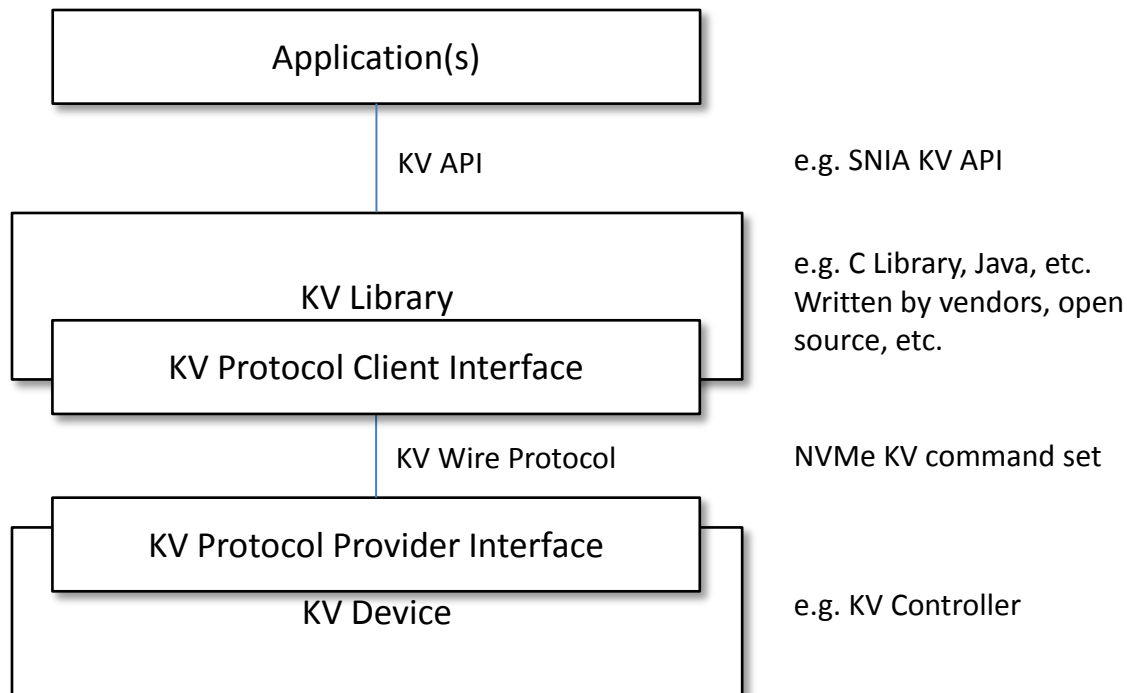 Application(s)
KV API
e.g. SNIA KV API
KV Library
e.g. C Library, Java, etc.
Written by vendors, open
source, etc.
KV Protocol Client Interface
KV Wire Protocol
NVMe KV command set
KV Protocol Provider Interface
KV Device
e.g. KV Controller